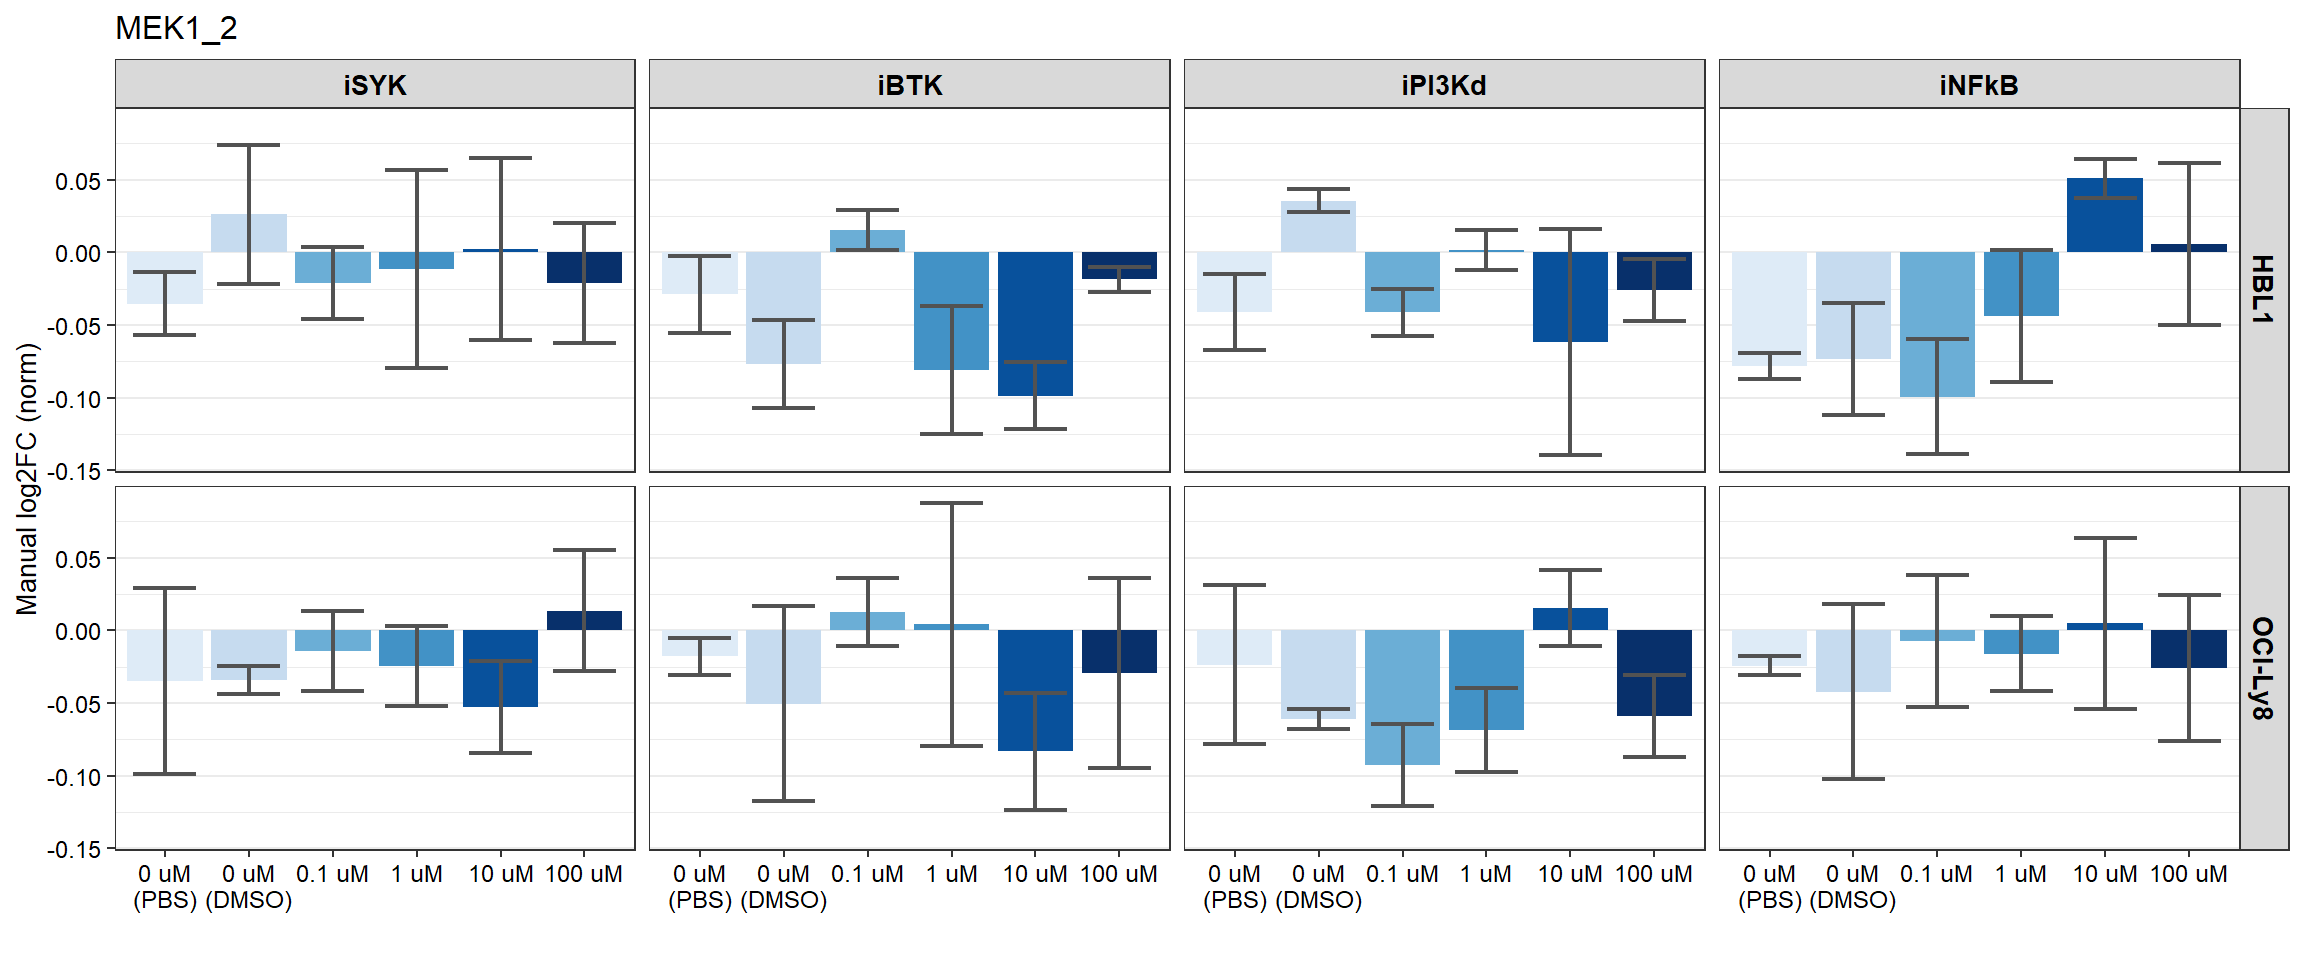 MEK1_2
iSYK
iBTK
iPI3Kd
iNFkB
Manual log2FC (norm)
0.05
0.00
-0.05
-0.10
-0.15
HBL1
0.05
0.00
-0.05
-0.10
-0.15
OCI-Ly8
0 uM 0 uM 0.1 uM 1 uM 10 uM 100 uM 0 uM 0 uM 0.1 uM 1 uM 10 uM 100 uM 0 uM 0 uM 0.1 uM 1 uM 10 uM 100 uM 0 uM 0 uM 0.1 uM 1 uM 10 uM 100 uM
(PBS) (DMSO) (PBS) (DMSO) (PBS) (DMSO) (PBS) (DMSO)